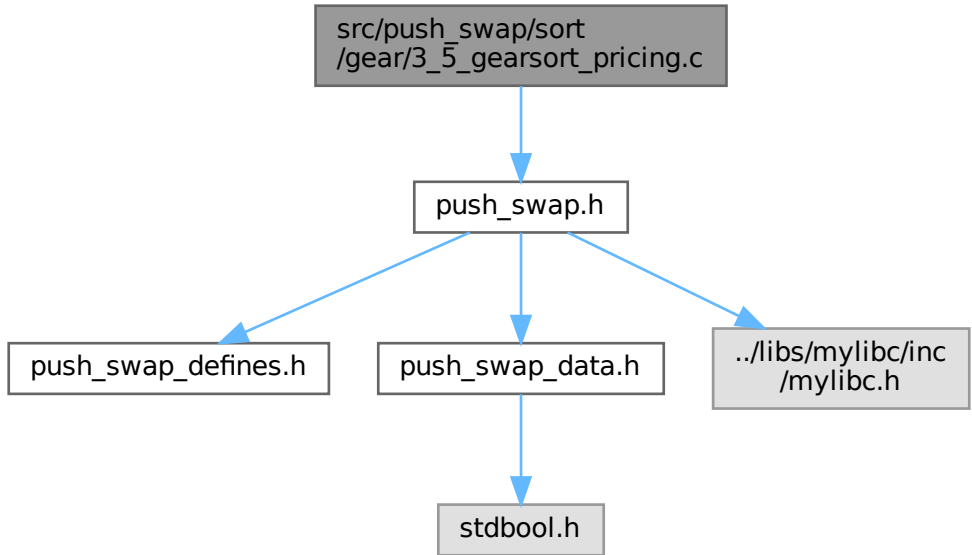 src/push_swap/sort
/gear/3_5_gearsort_pricing.c
push_swap.h
push_swap_defines.h
push_swap_data.h
../libs/mylibc/inc
/mylibc.h
stdbool.h